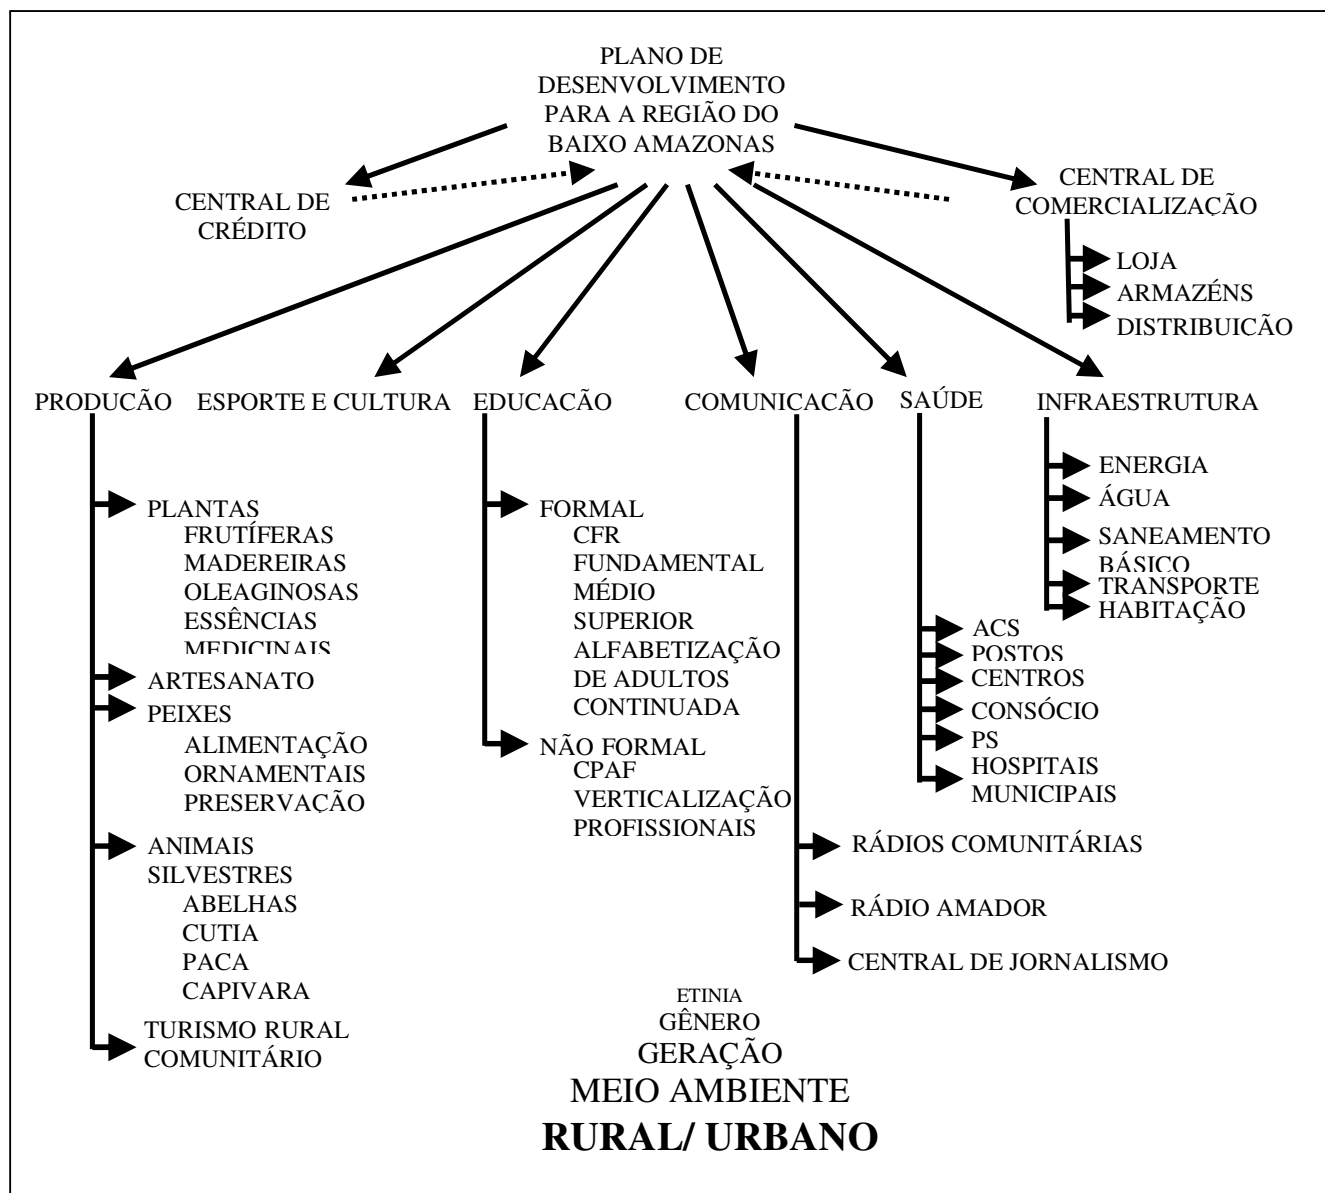 PLANO DE
DESENVOLVIMENTO
PARA A REGIÃO DO
BAIXO AMAZONAS
CENTRAL DE
CRÉDITO
CENTRAL DE
COMERCIALIZAÇÃO
LOJA
ARMAZÉNS
DISTRIBUICÃO
PRODUCÃO
ESPORTE E CULTURA
EDUCACÃO
COMUNICACÃO
SAÚDE
INFRAESTRUTURA
PLANTAS
FRUTÍFERAS
MADEREIRAS
OLEAGINOSAS
ESSÊNCIAS
MEDICINAIS
ARTESANATO
PEIXES
ALIMENTAÇÃO
ORNAMENTAIS
PRESERVAÇÃO
ANIMAIS
SILVESTRES
ABELHAS
CUTIA
PACA
CAPIVARA
TURISMO RURAL
COMUNITÁRIO
FORMAL
CFR
FUNDAMENTAL
MÉDIO
SUPERIOR
ALFABETIZAÇÃO
DE ADULTOS
CONTINUADA
NÃO FORMAL
CPAF
VERTICALIZAÇÃO
PROFISSIONAIS
RÁDIOS COMUNITÁRIAS
RÁDIO AMADOR
CENTRAL DE JORNALISMO
ACS
POSTOS
CENTROS
CONSÓCIO
PS
HOSPITAIS
MUNICIPAIS
ENERGIA
ÁGUA
SANEAMENTO
BÁSICO
TRANSPORTE
HABITAÇÃO
ETINIA
GÊNERO
GERAÇÃO
MEIO AMBIENTE
RURAL/ URBANO